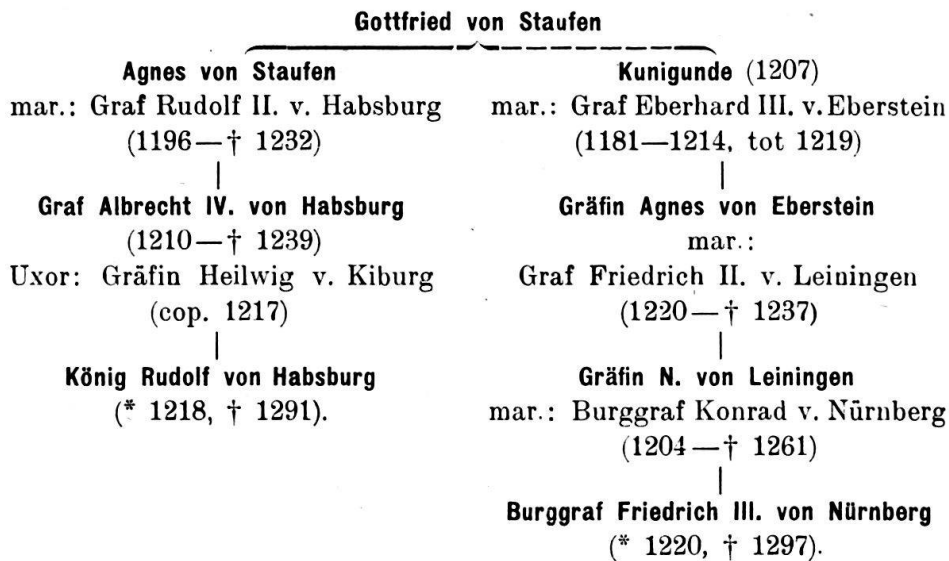 Gottfried von Staufen
Agnes von Staufen
mar.: Graf Rudolf II. v. Habsburg
(1196—† 1232)
Graf Albrecht IV. von Habsburg
(1210—† 1239)
Uxor: Gräfin Heilwig v. Kiburg
(cop. 1217)
König Rudolf von Habsburg
(* 1218, † 1291).
Kunigunde (1207)
mar.: Graf Eberhard III. v. Eberstein
(1181—1214, tot 1219)
Gräfin Agnes von Eberstein
mar.:
Graf Friedrich II. v. Leiningen
(1220—† 1237)
Gräfin N. von Leiningen
mar.: Burggraf Konrad v. Nürnberg
(1204—† 1261)
Burggraf Friedrich III. von Nürnberg
(* 1220, † 1297).